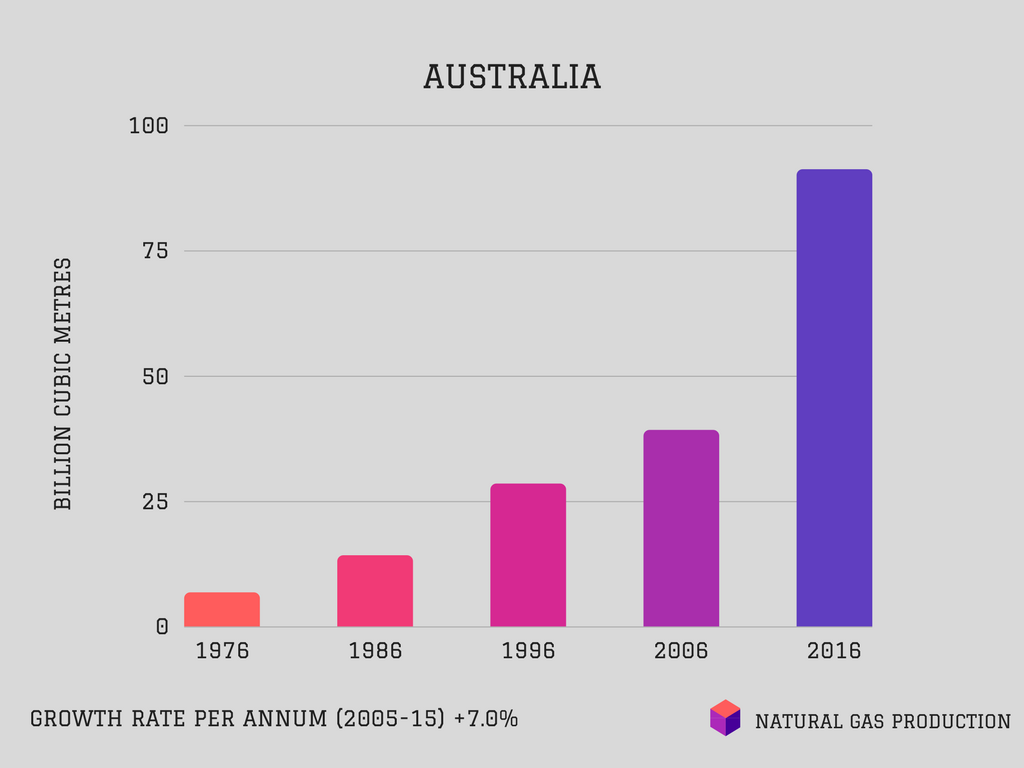 AUSTRALIA
100
75
50
25
0
BILLION CUBIC METRES
1976 1986 1996 2006 2016
GROWTH RATE PER ANNUM (2005-15) +7.0%
NATURAL GAS PRODUCTION